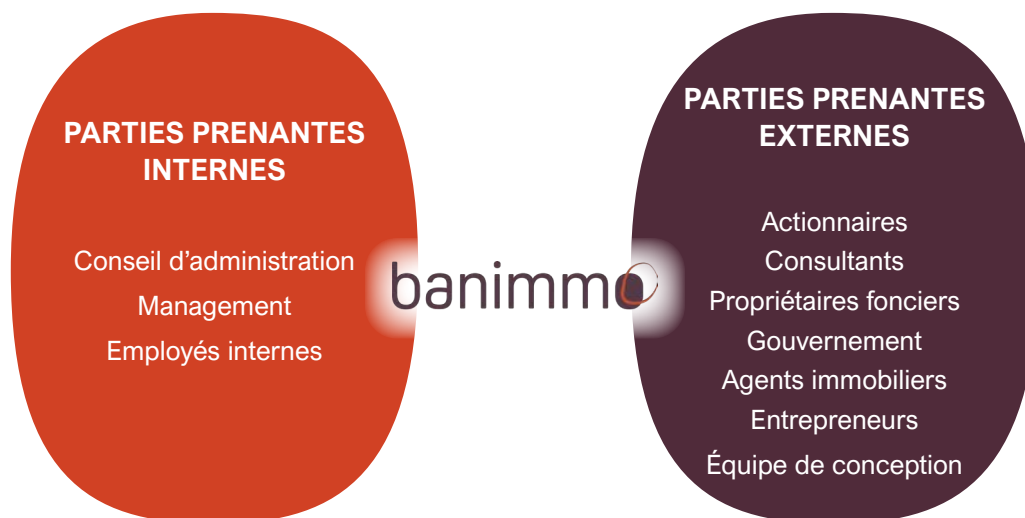 PARTIES PRENANTES
INTERNES
Conseil d’administration
Management
Employés internes
banimmo
PARTIES PRENANTES
EXTERNES
Actionnaires
Consultants
Propriétaires fonciers
Gouvernement
Agents immobiliers
Entrepreneurs
Équipe de conception